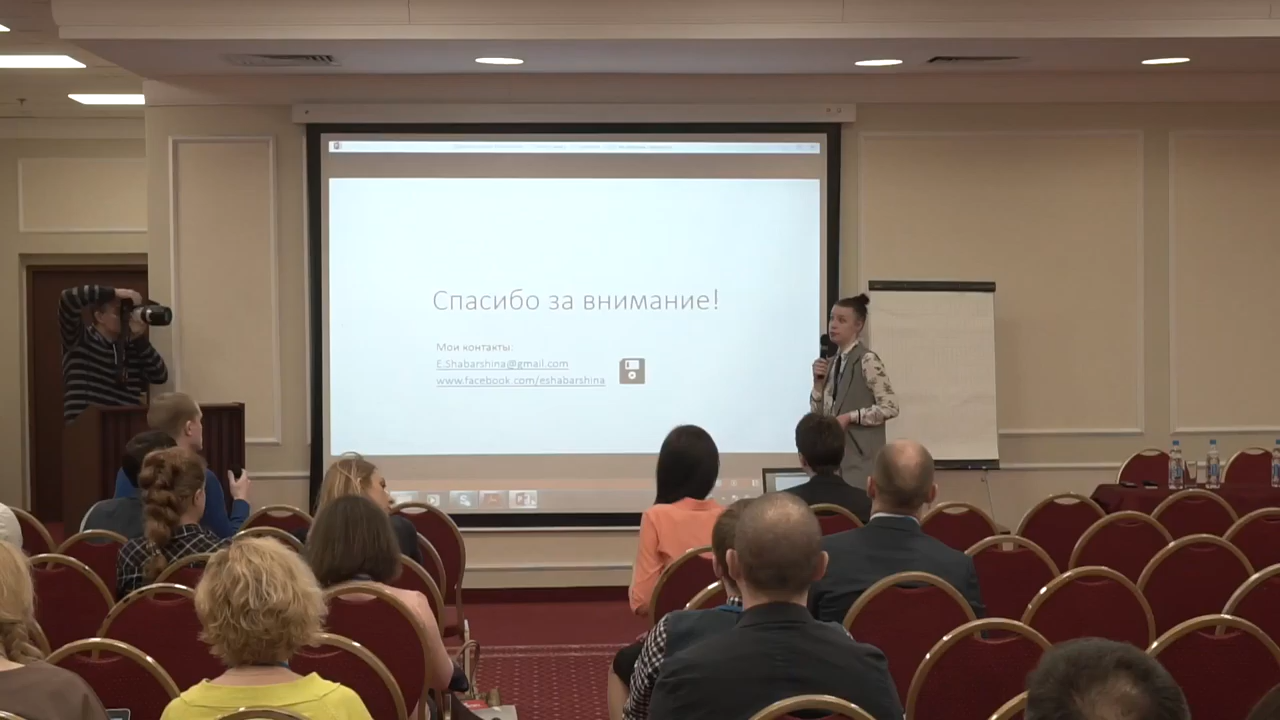 Спасибо за внимание!
Мои контакты:
E.Shabarshina@gmail.com
www.facebook.com/eshabarshina